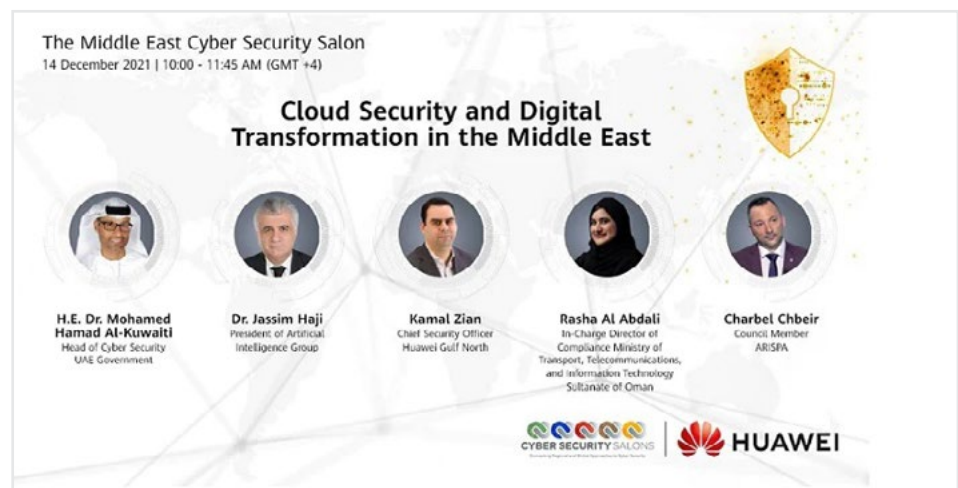 The Middle East Cyber Security Salon
14 December 2021 | 10:00 - 11:45 AM (GMT +4)
Cloud Security and Digital
Transformation in the Middle East
H.E. Dr. Mohamed
Hamad Al-Kuwaiti
Head of Cyber Security
UAE Government
Dr. Jassim Haji
President of Artificial
Intelligence Group
Kamal Zian
Chief Security Officer
Huawei Gulf North
Rasha Al Abdali
In-Charge Director of
Compliance Ministry of
Transport, Telecommunications,
and Information Technology
Sultanate of Oman
Charbel Chbeir
Council Member
ARISPA
CYBER SECURITY SALONS
HUAWEI